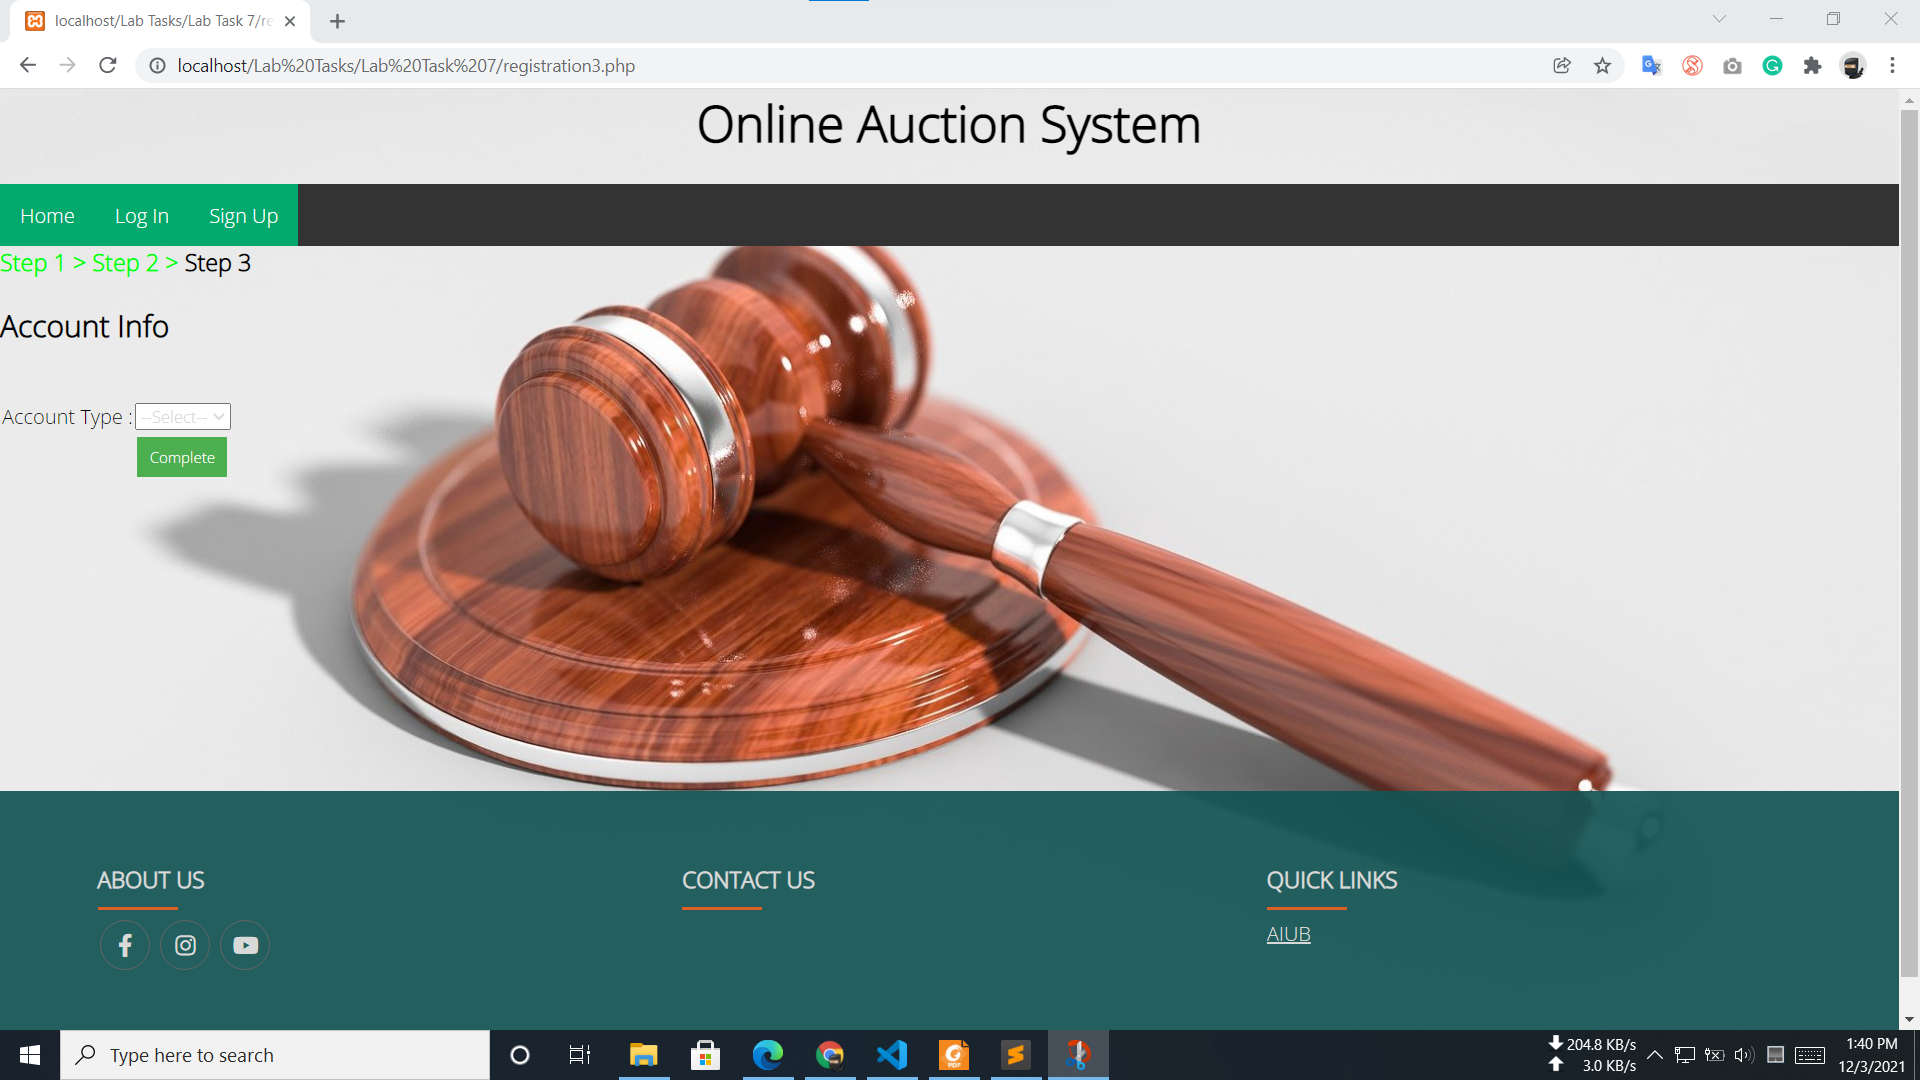 localhost/Lab Tasks/Lab Task 7/re
localhost/Lab%20Tasks/Lab%20Task%207/registration3.php
Online Auction System
Home Log In Sign Up
Step 1 > Step 2 > Step 3
Account Info
Account Type : --Select--
Complete
ABOUT US
CONTACT US
QUICK LINKS
AIUB
Type here to search
204.8 KB/s
3.0 KB/s
1:40 PM
12/3/2021